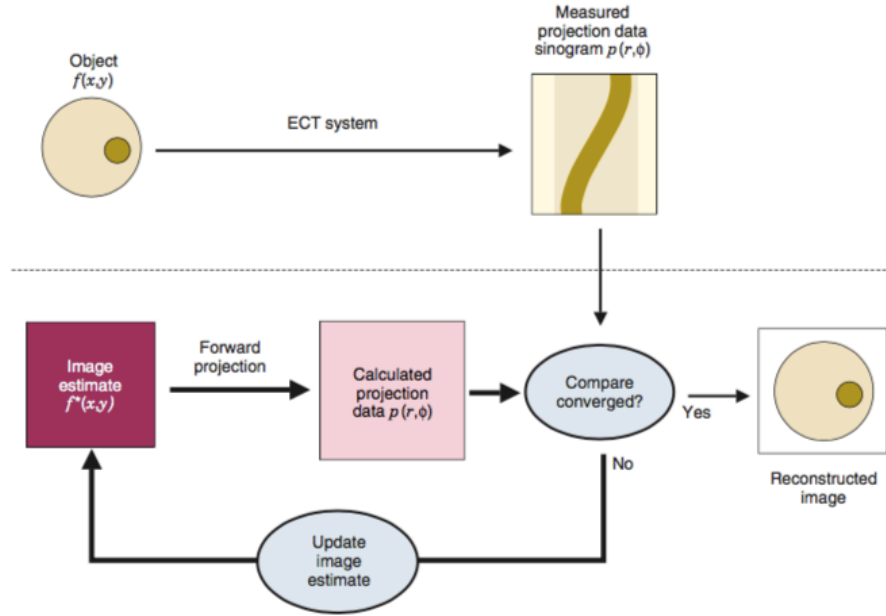 Measured
projection data
sinogram p(r,ϕ)
Object
f(x,y)
ECT system
Image
estimate
f*(x,y)
Forward
projection
Calculated
projection
data p(r,ϕ)
Compare
converged?
Yes
No
Reconstructed
image
Update
image
estimate